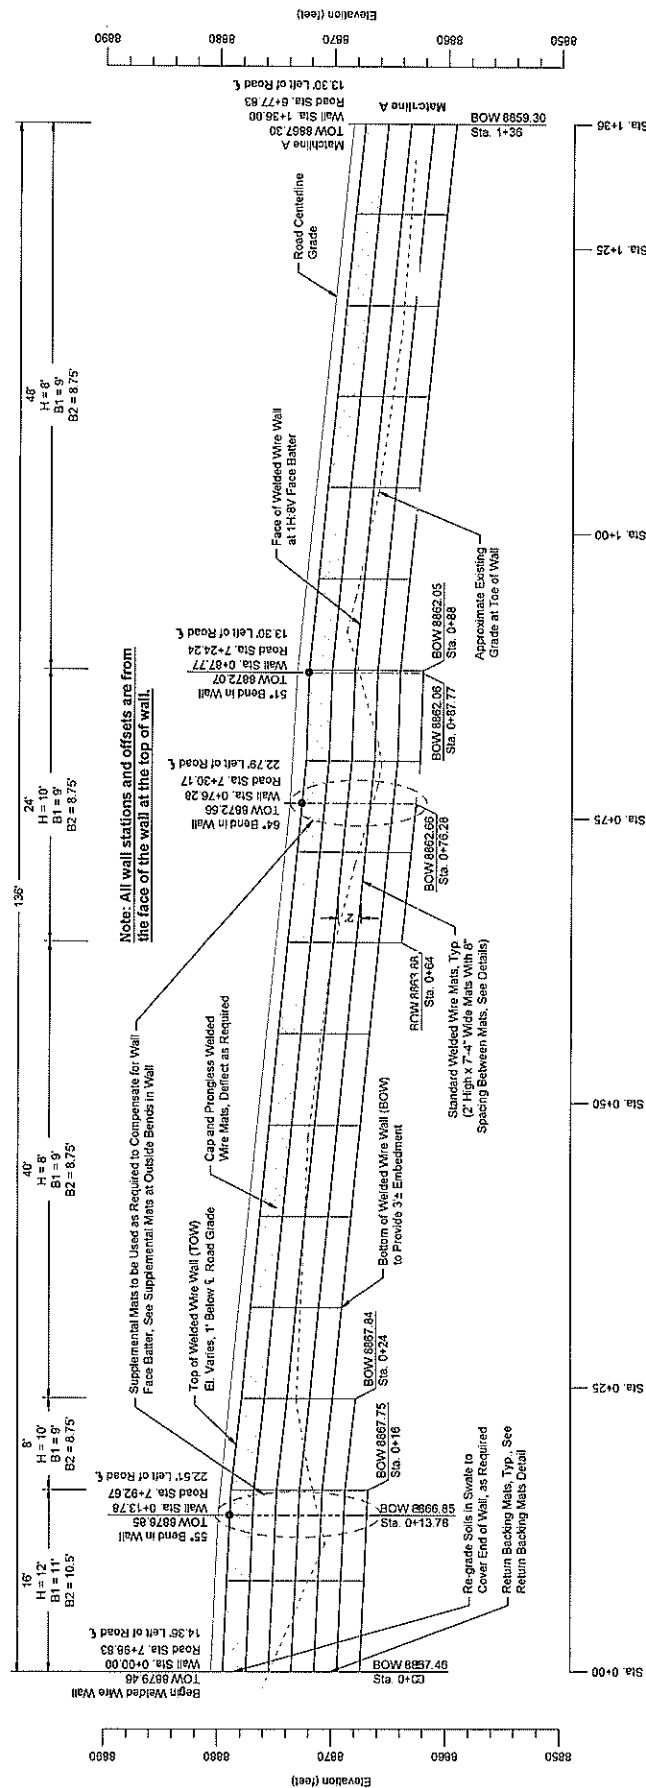 136'
16'
H = 12'
B1 = 11'
B2 = 10.5'
8'
H = 10'
B1 = 9'
B2 = 8.75'
40'
H = 8'
B1 = 9'
B2 = 8.75'
24'
H = 10'
B1 = 9'
B2 = 8.75'
48'
H = 8'
B1 = 9'
B2 = 8.75'
Note: All wall stations and offsets are from
the face of the wall at the top of wall.
Supplemental Mats to be Used as Required to Compensate for Wall
Face Batter, See Supplemental Mats at Outside Bends in Wall
Top of Welded Wire Wall (TOW)
El. Varies, 1' Below ℄ Road Grade
Cap and Prongless Welded
Wire Mats, Deflect as Required
Face of Welded Wire Wall
at 1H:8V Face Batter
Road Centerline
Grade
Begin Welded Wire Wall
TOW 8879.46
Wall Sta. 0+00.00
Road Sta. 7+98.83
14.36' Left of Road ℄
55° Bend in Wall
Wall Sta. 0+13.78
Road Sta. 7+92.67
22.51' Left of Road ℄
64° Bend in Wall
Wall Sta. 0+76.28
Road Sta. 7+30.17
22.79' Left of Road ℄
51° Bend in Wall
TOW 8872.07
Wall Sta. 0+87.77
Road Sta. 7+24.24
13.30' Left of Road ℄
Matchline A
TOW 8867.30
Wall Sta. 1+36.00
Road Sta. 6+77.83
13.30' Left of Road ℄
Matchline A
2'
BOW 8867.46
BOW 8866.85
Sta. 0+13.78
BOW 8867.75
Sta. 0+16
BOW 8867.84
Sta. 0+24
BOW 8863.88
Sta. 0+64
BOW 8862.66
Sta. 0+76.28
BOW 8862.06
Sta. 0+87.77
BOW 8862.05
Sta. 0+88
BOW 8859.30
Sta. 1+36
Re-grade Soils in Swale to
Cover End of Wall, as Required
Return Backing Mats, Typ., See
Return Backing Mats Detail
Bottom of Welded Wire Wall (BOW)
to Provide 3'± Embedment
Standard Welded Wire Mats, Typ.
(2' High x 7'-4" Wide Mats With 8"
Spacing Between Mats, See Details)
Approximate Existing
Grade at Toe of Wall
Elevation (feet)
8890
8880
8870
8860
8850
Elevation (feet)
8890
8880
8870
8860
8850
Sta. 0+00
Sta. 0+25
Sta. 0+50
Sta. 0+75
Sta. 1+00
Sta. 1+25
Sta. 1+36